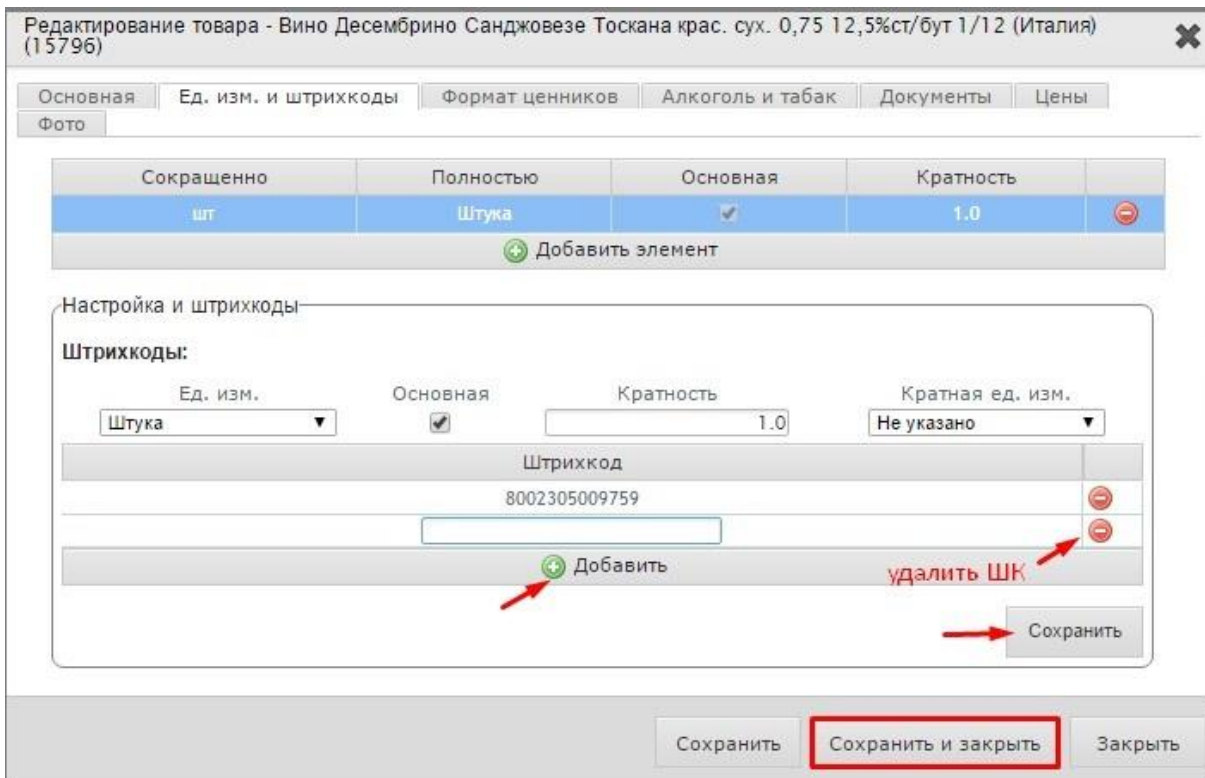 Редактирование товара - Вино Десембрино Санджовезе Тоскана крас. сух. 0,75 12,5%ст/бут 1/12 (Италия)
(15796)
Основная Ед. изм. и штрихкоды Формат ценников Алкоголь и табак Документы Цены
Фото
Сокращенно Полностью Основная Кратность
шт Штука 1.0
Добавить элемент
Настройка и штрихкоды
Штрихкоды:
Ед. изм. Основная Кратность Кратная ед. изм.
Штука 1.0 Не указано
Штрихкод
8002305009759
Добавить удалить ШК
Сохранить
Сохранить Сохранить и закрыть Закрыть